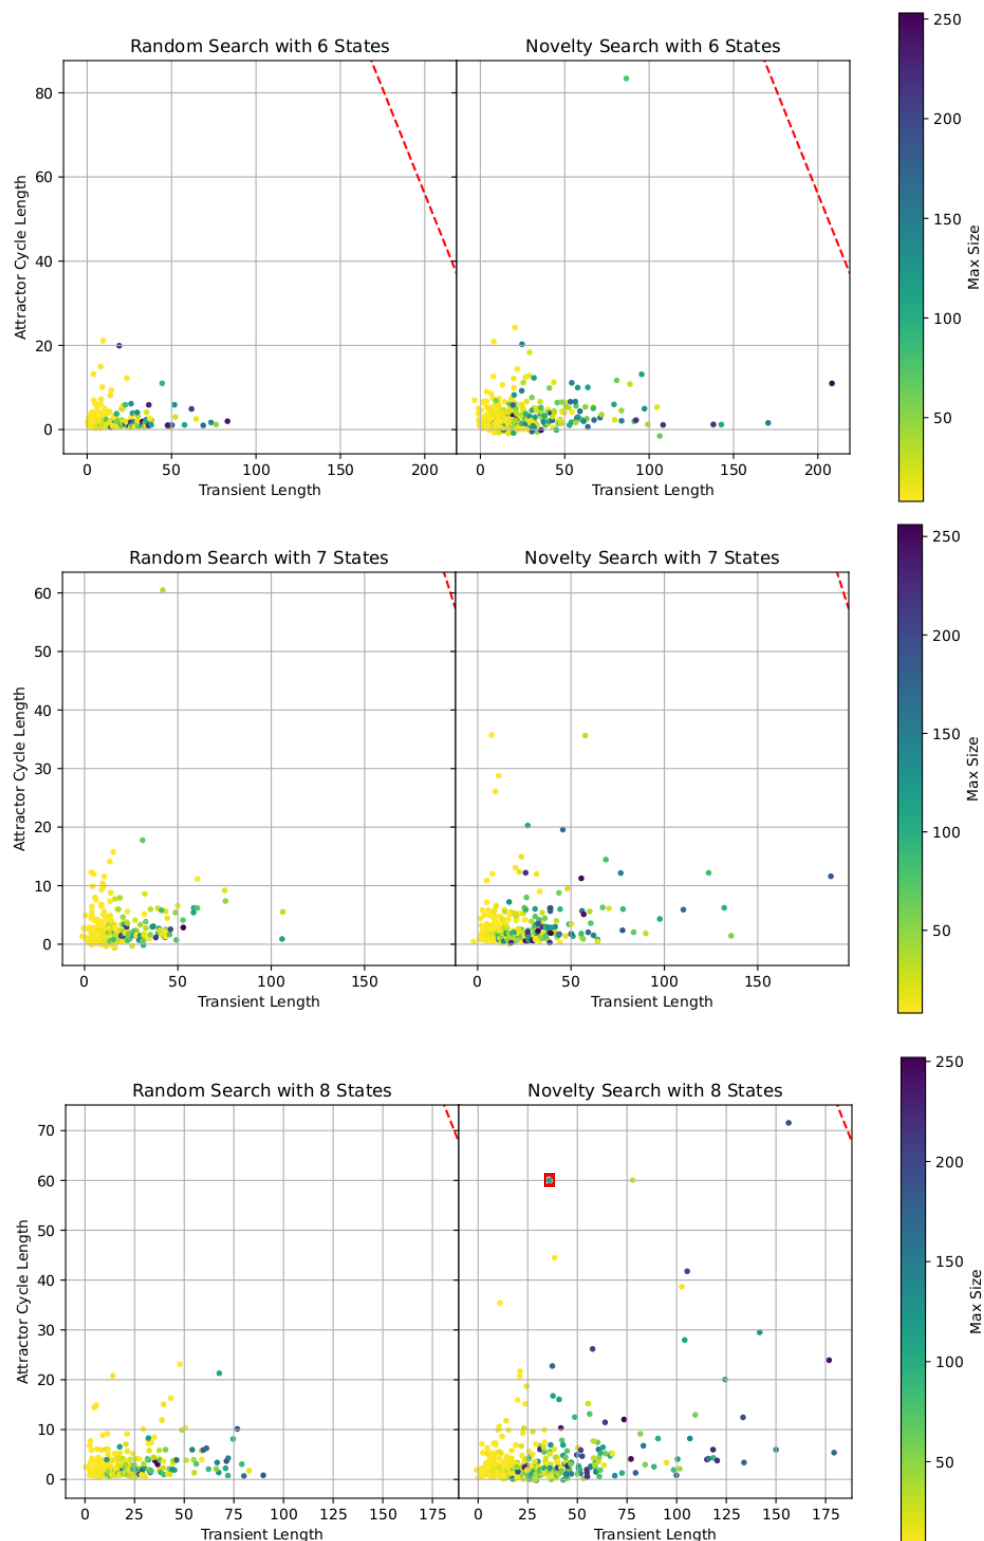 Random Search with 6 States
Novelty Search with 6 States
80
60
40
20
0
Attractor Cycle Length
0 50 100 150 200
0 50 100 150 200
Transient Length
Transient Length
250
200
150
100
50
Max Size
Random Search with 7 States
Novelty Search with 7 States
60
50
40
30
20
10
0
Attractor Cycle Length
0 50 100 150
0 50 100 150
Transient Length
Transient Length
250
200
150
100
50
Max Size
Random Search with 8 States
Novelty Search with 8 States
70
60
50
40
30
20
10
0
Attractor Cycle Length
0 25 50 75 100 125 150 175
0 25 50 75 100 125 150 175
Transient Length
Transient Length
250
200
150
100
50
Max Size